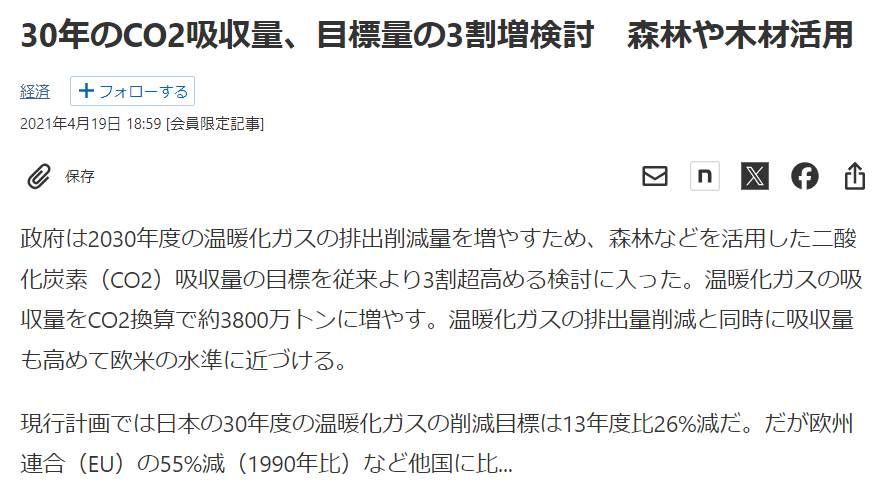 30年のCO2吸収量、目標量の3割増検討　森林や木材活用
経済
＋フォローする
2021年4月19日 18:59 [会員限定記事]
保存
n
政府は2030年度の温暖化ガスの排出削減量を増やすため、森林などを活用した二酸
化炭素（CO2）吸収量の目標を従来より3割超高める検討に入った。温暖化ガスの吸
収量をCO2換算で約3800万トンに増やす。温暖化ガスの排出量削減と同時に吸収量
も高めて欧米の水準に近づける。
現行計画では日本の30年度の温暖化ガスの削減目標は13年度比26%減だ。だが欧州
連合（EU）の55%減（1990年比）など他国に比...